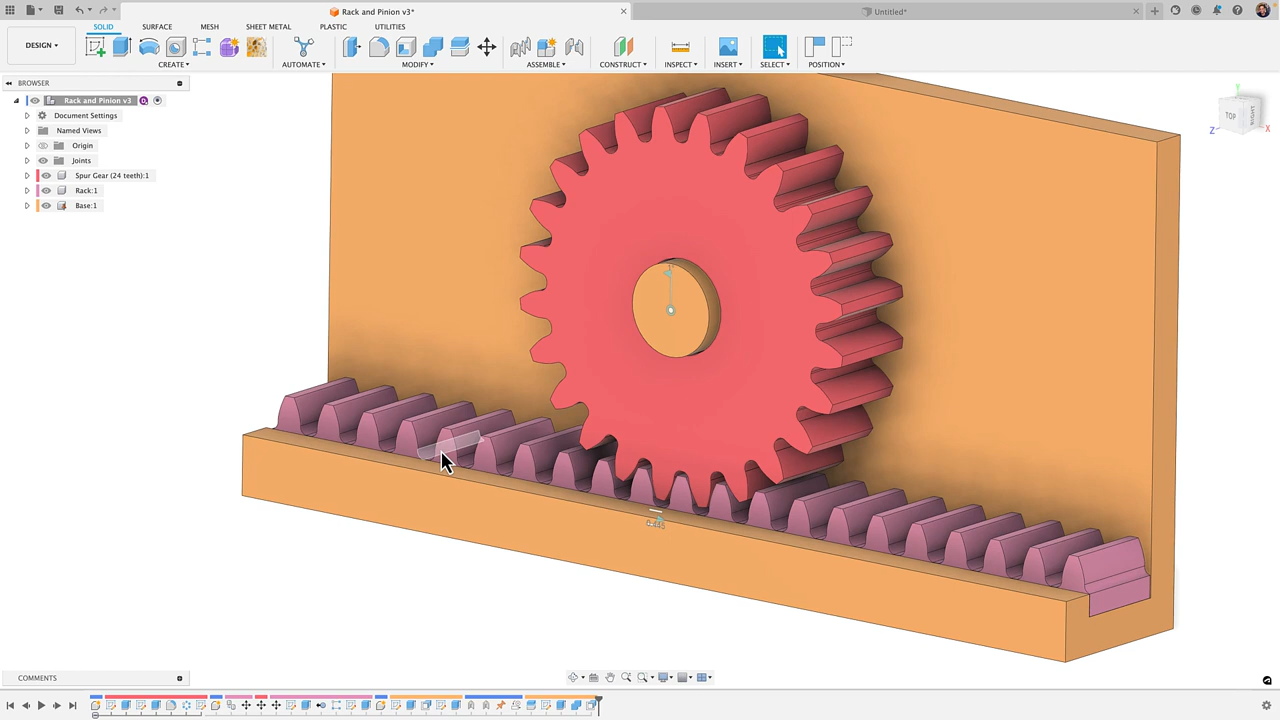 Rack and Pinion v3*
Untitled*
DESIGN
SOLID
SURFACE
MESH
SHEET METAL
PLASTIC
UTILITIES
CREATE
AUTOMATE
MODIFY
ASSEMBLE
CONSTRUCT
INSPECT
INSERT
SELECT
POSITION
BROWSER
Rack and Pinion v3
Document Settings
Named Views
Origin
Joints
Spur Gear (24 teeth):1
Rack:1
Base:1
Y
TOP
Z
X
COMMENTS